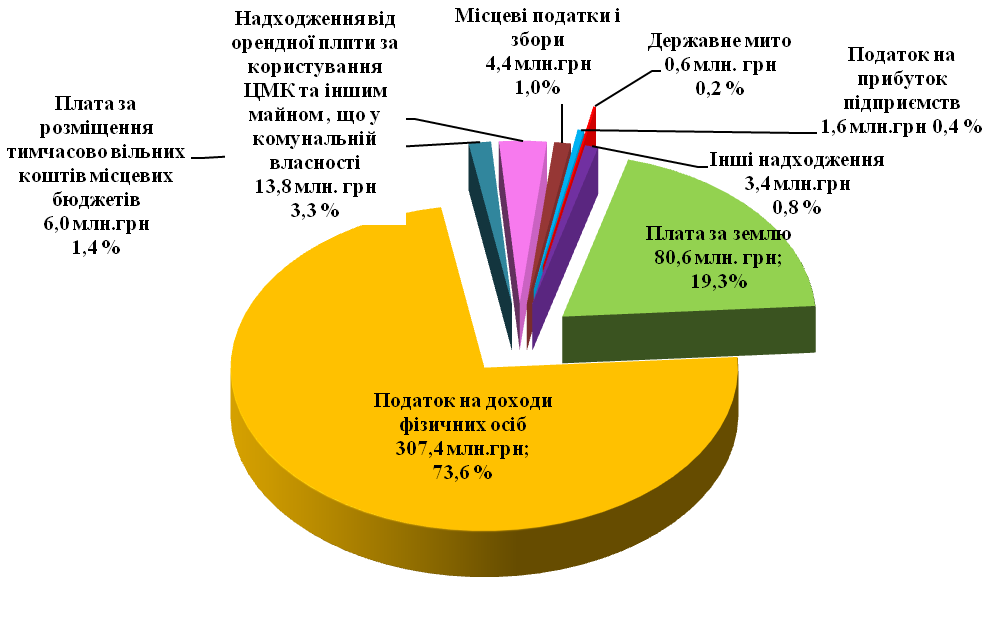 Плата за
розміщення
тимчасово вільних
коштів місцевих
бюджетів
6,0 млн.грн
1,4 %
Надходження від
орендної плпти за
користування
ЦМК та іншим
майном , що у
комунальній
власності
13,8 млн. грн
3,3 %
Місцеві податки і
збори
4,4 млн.грн
1,0%
Державне мито
0,6 млн. грн
0,2 %
Податок на
прибуток
підприємств
1,6 млн.грн 0,4 %
Інші надходження
3,4 млн.грн
0,8 %
Плата за землю
80,6 млн. грн;
19,3%
Податок на доходи
фізичних осіб
307,4 млн.грн;
73,6 %